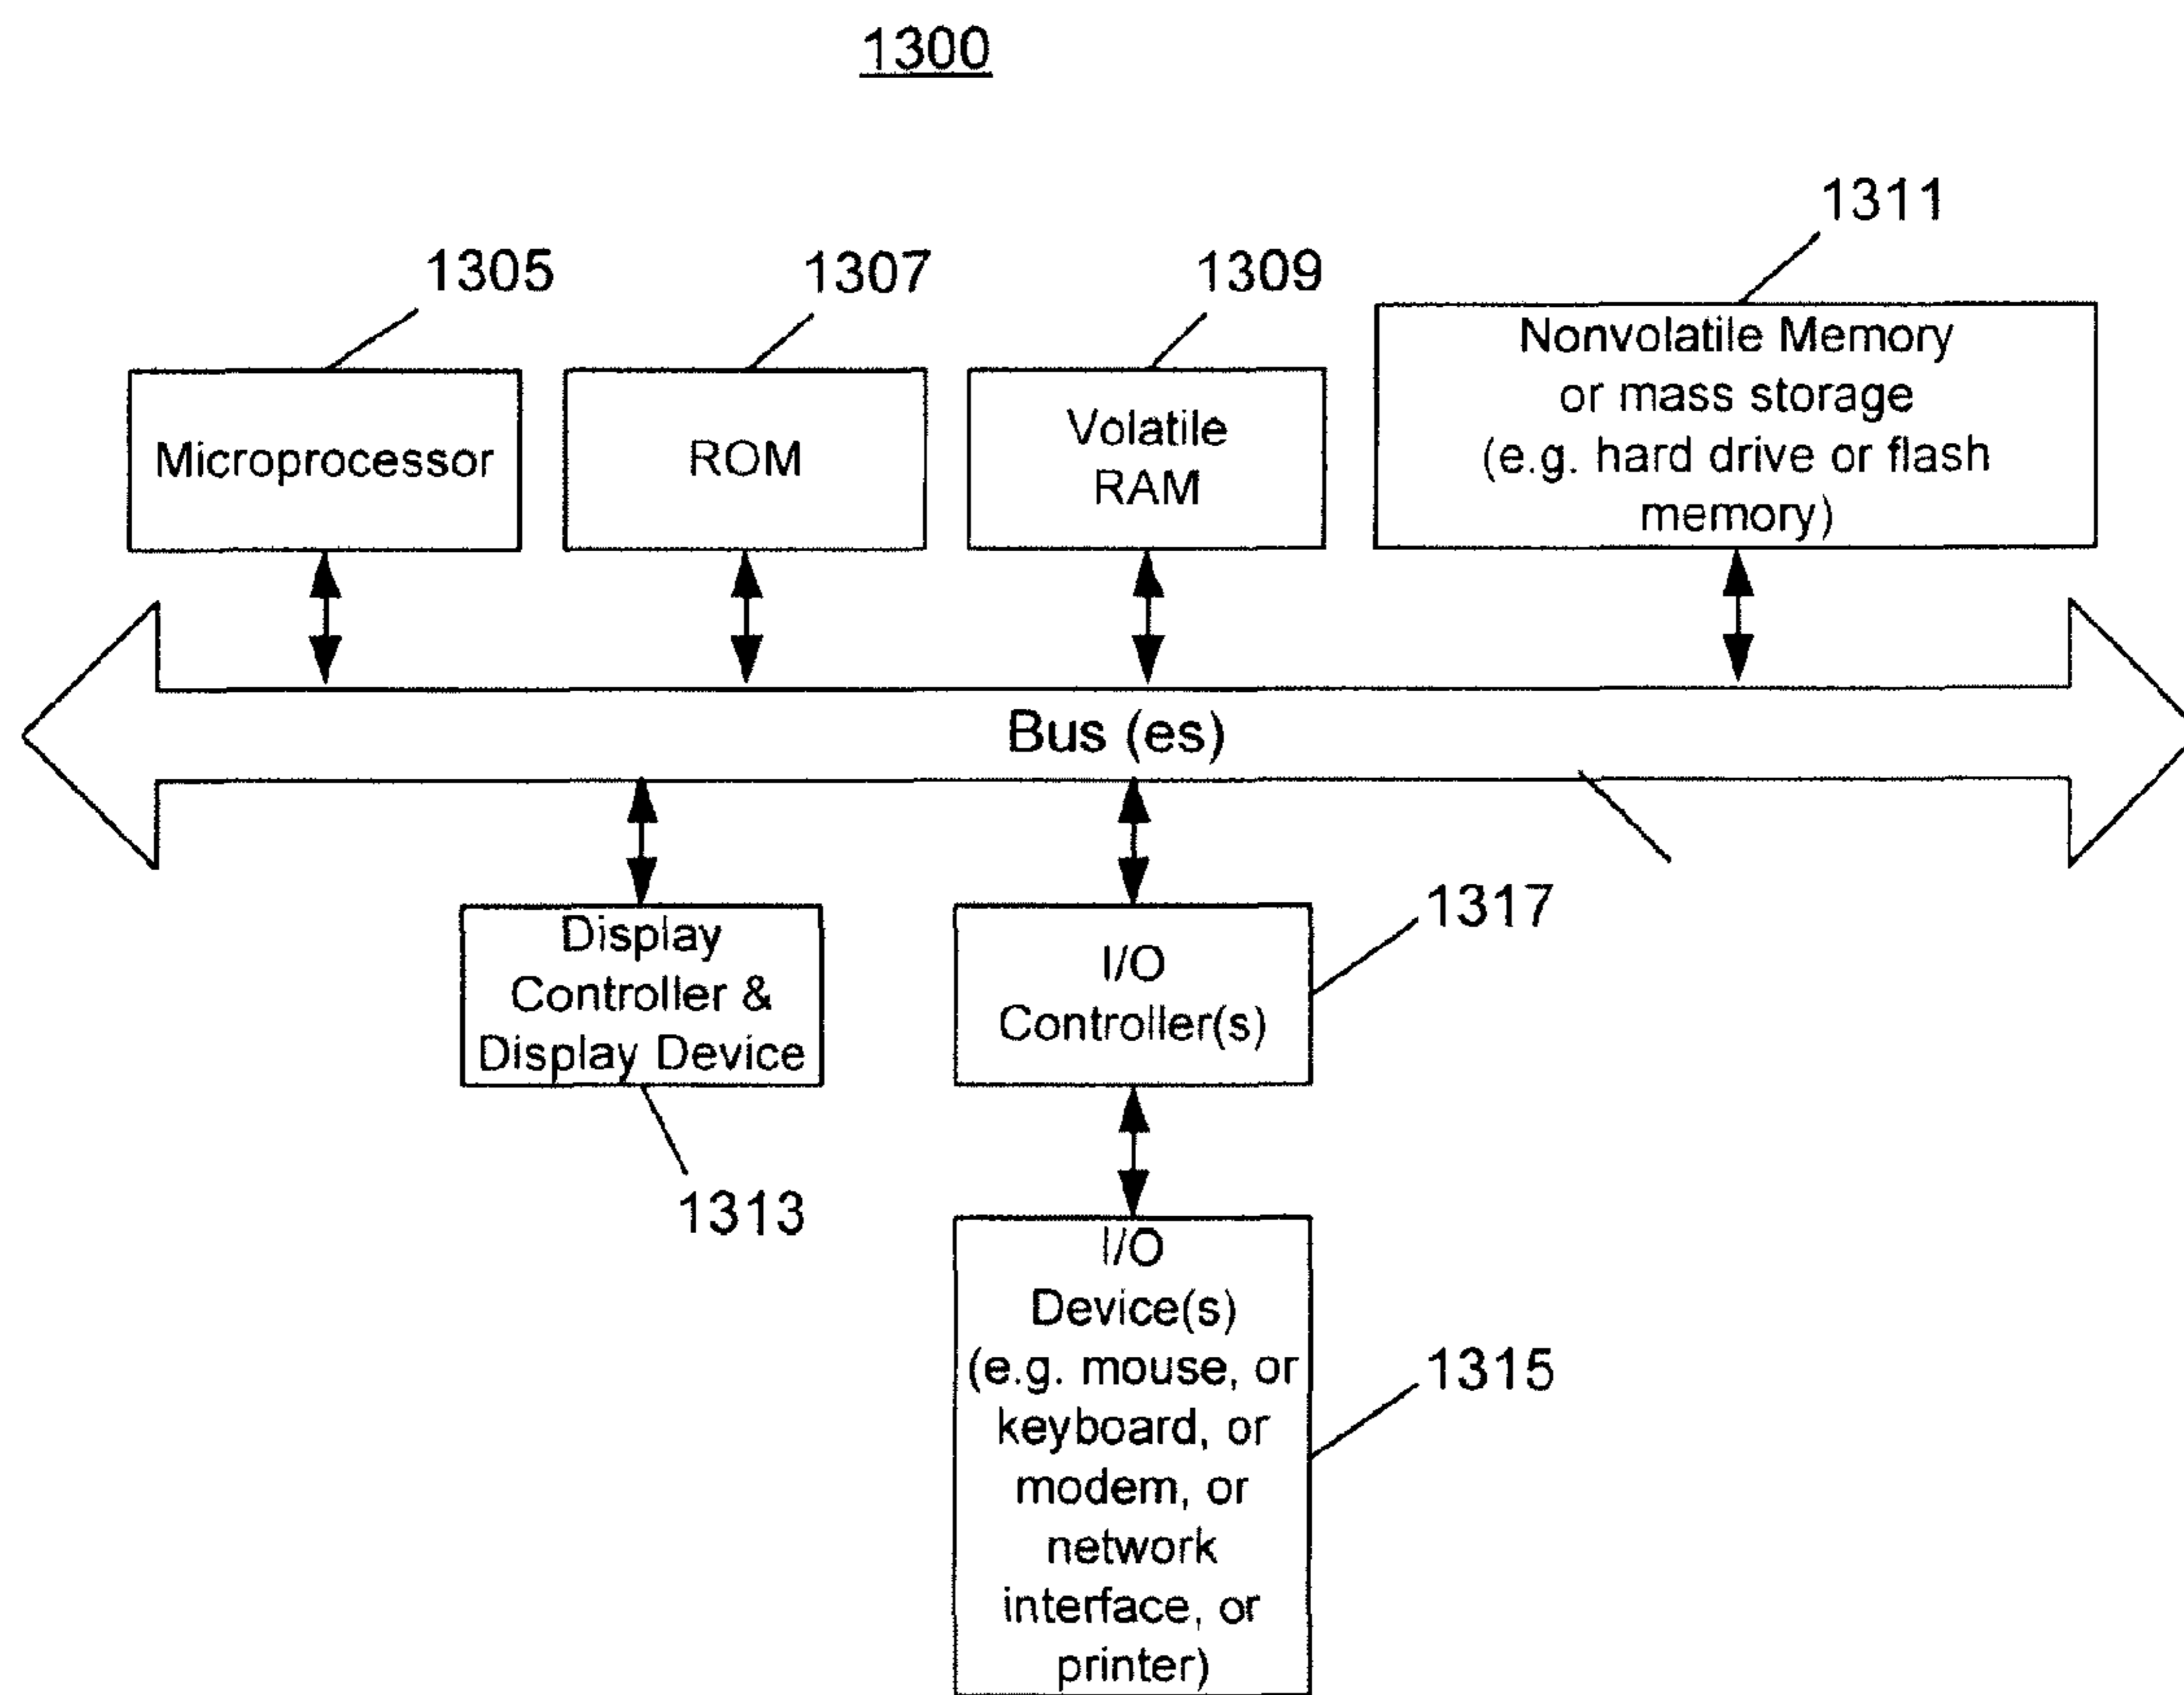 1300
1311
1305
1307
1309
Nonvolatile Memory
or mass storage
(e.g. hard drive or flash
memory)
Microprocessor
ROM
Volatile
RAM
Bus (es)
1317
Display
Controller &
Display Device
I/O
Controller(s)
1313
I/O
Device(s)
(e.g. mouse, or
keyboard, or
modem, or
network
interface, or
printer)
1315